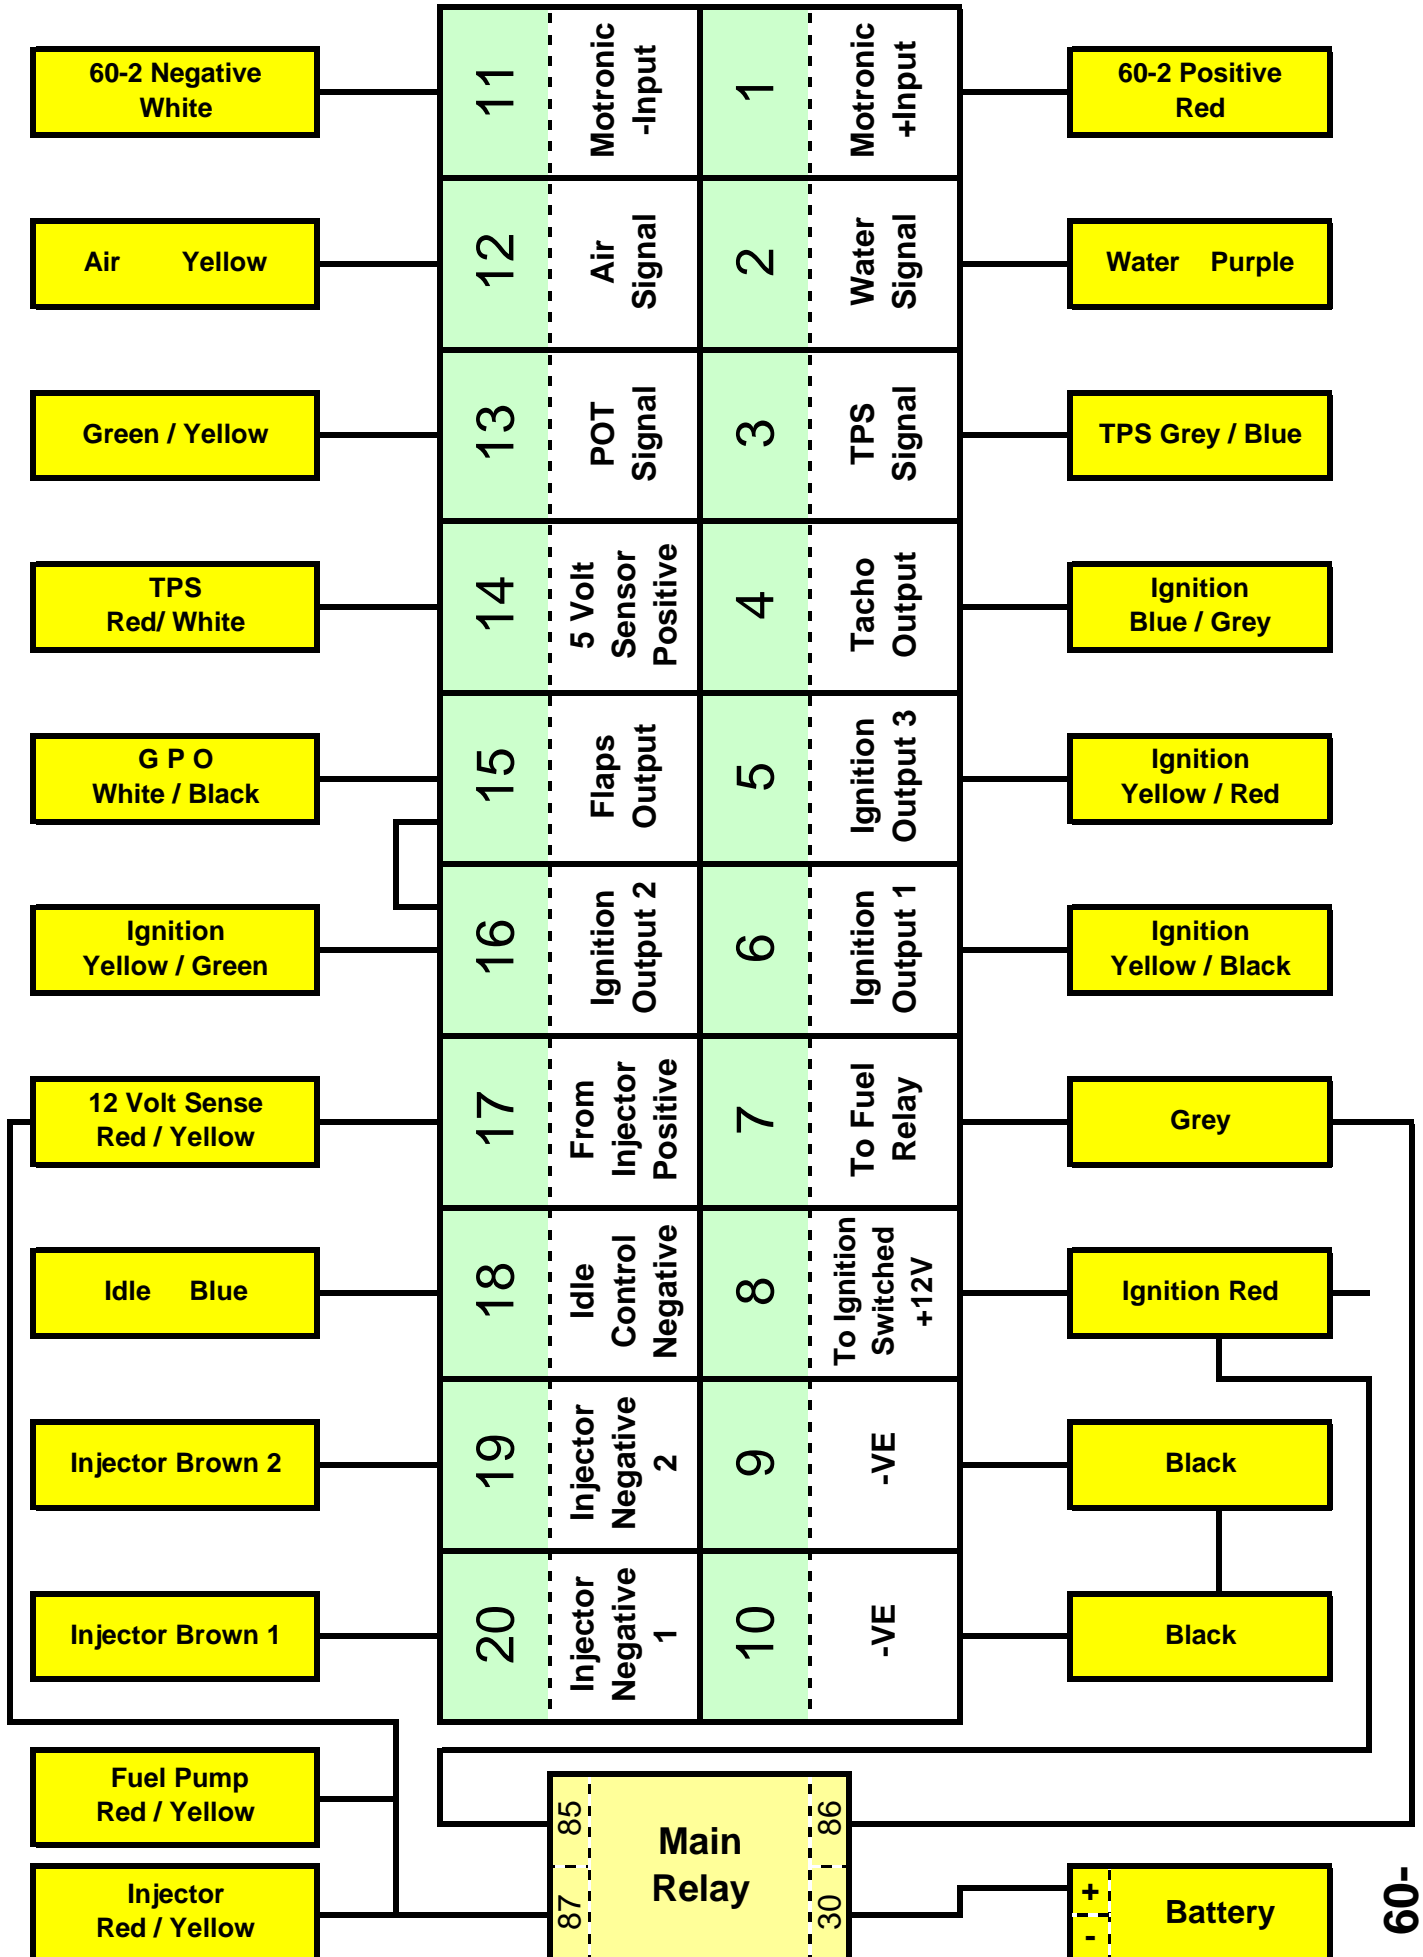 60-2 Negative
White
11
Motronic
-Input
1
Motronic
+Input
60-2 Positive
Red
Air Yellow
12
Air
Signal
2
Water
Signal
Water Purple
Green / Yellow
13
POT
Signal
3
TPS
Signal
TPS Grey / Blue
TPS
Red/ White
14
5 Volt
Sensor
Positive
4
Tacho
Output
Ignition
Blue / Grey
G P O
White / Black
15
Flaps
Output
5
Ignition
Output 3
Ignition
Yellow / Red
Ignition
Yellow / Green
16
Ignition
Output 2
6
Ignition
Output 1
Ignition
Yellow / Black
12 Volt Sense
Red / Yellow
17
From
Injector
Positive
7
To Fuel
Relay
Grey
Idle Blue
18
Idle
Control
Negative
8
To Ignition
Switched
+12V
Ignition Red
Injector Brown 2
19
Injector
Negative
2
9
-VE
Black
Injector Brown 1
20
Injector
Negative
1
10
-VE
Black
Fuel Pump
Red / Yellow
Injector
Red / Yellow
85
87
Main
Relay
86
30
+
-
Battery
60-